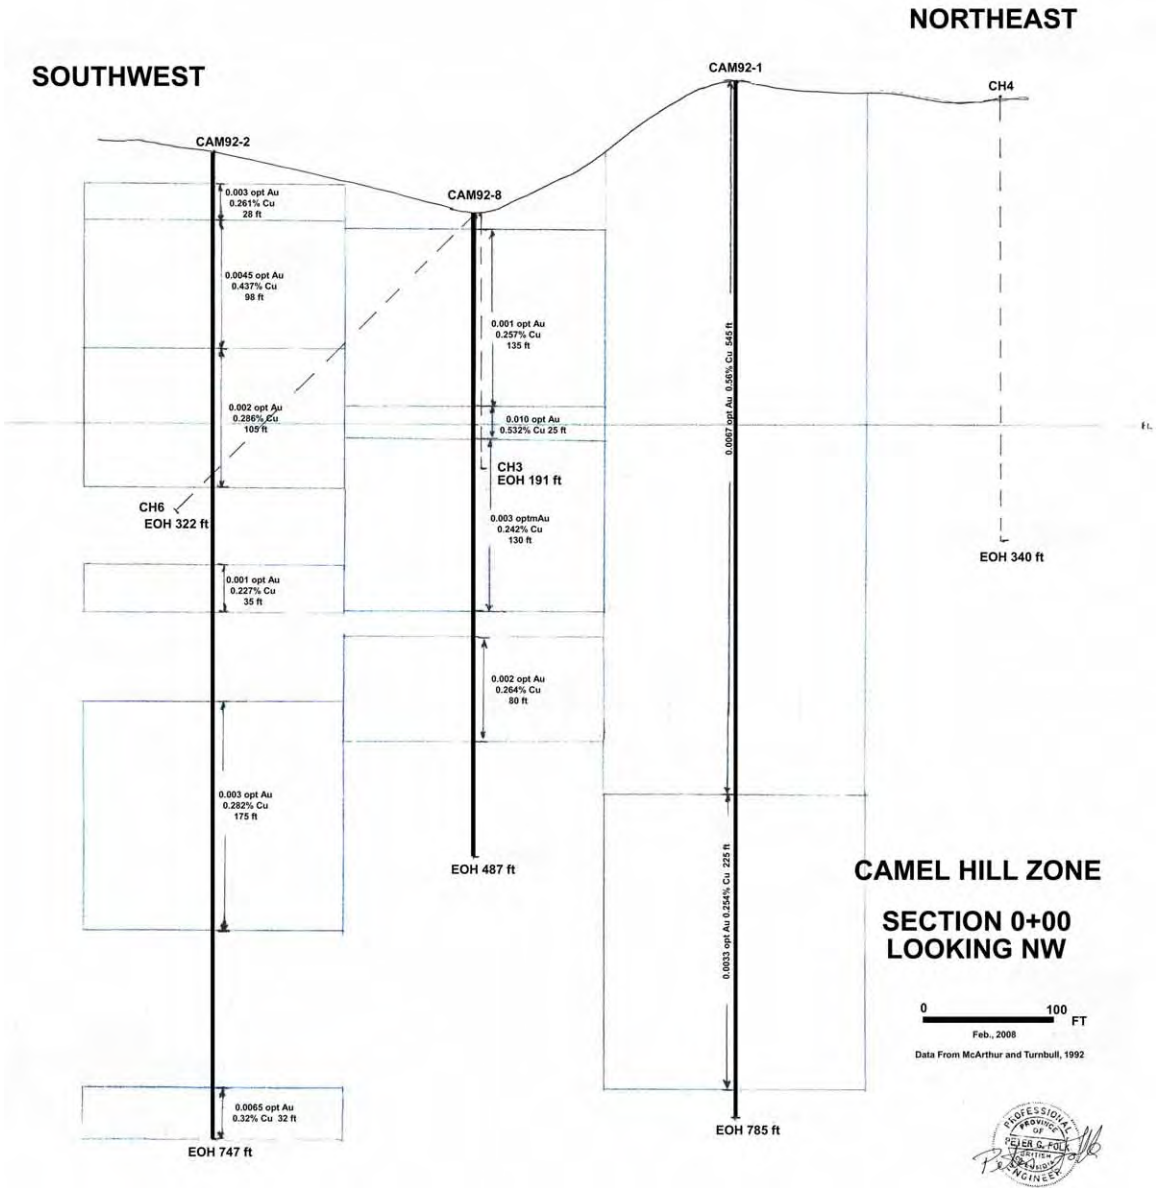 NORTHEAST
SOUTHWEST
CAM92-1
CH4
CAM92-2
CAM92-8
0.003 opt Au
0.261% Cu
28 ft
0.0045 opt Au
0.437% Cu
98 ft
0.001 opt Au
0.257% Cu
135 ft
0.0067 opt Au 0.56% Cu 545 ft
0.002 opt Au
0.286% Cu
105 ft
0.010 opt Au
0.532% Cu 25 ft
CH3
EOH 191 ft
CH6
EOH 322 ft
0.003 optmAu
0.242% Cu
130 ft
EOH 340 ft
0.001 opt Au
0.227% Cu
35 ft
0.002 opt Au
0.264% Cu
80 ft
0.003 opt Au
0.282% Cu
175 ft
EOH 487 ft
0.0033 opt Au 0.254% Cu 225 ft
CAMEL HILL ZONE
SECTION 0+00
LOOKING NW
0 100
FT
Feb., 2008
Data From McArthur and Turnbull, 1992
0.0065 opt Au
0.32% Cu 32 ft
EOH 747 ft
EOH 785 ft
PROFESSIONAL
PROVINCE
OF
PETER G. FOLK
BRITISH
COLUMBIA
ENGINEER